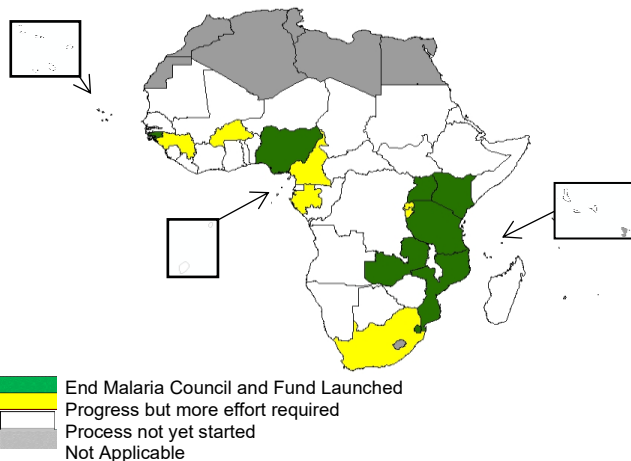 End Malaria Council and Fund Launched
Progress but more effort required
Process not yet started
Not Applicable